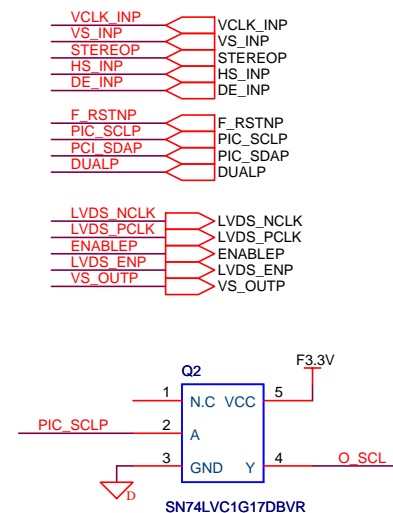 VCLK_INP VCLK_INP
VS_INP VS_INP
STEREOP STEREOP
HS_INP HS_INP
DE_INP DE_INP
F_RSTNP F_RSTNP
PIC_SCLP PIC_SCLP
PCI_SDAP PIC_SDAP
DUALP DUALP
LVDS_NCLK LVDS_NCLK
LVDS_PCLK LVDS_PCLK
ENABLEP ENABLEP
LVDS_ENP LVDS_ENP
VS_OUTP VS_OUTP
F3.3V
Q2
1 N.C VCC 5
PIC_SCLP 2 A
3 GND Y 4 O_SCL
D
SN74LVC1G17DBVR